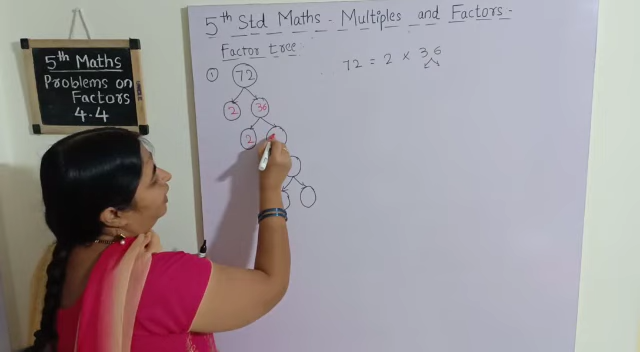 5th Std Maths - Multiples and Factors.
Factor tree
① 72
72 = 2 × 36
2 36
2
5th Maths
Problems on
Factors
4.4